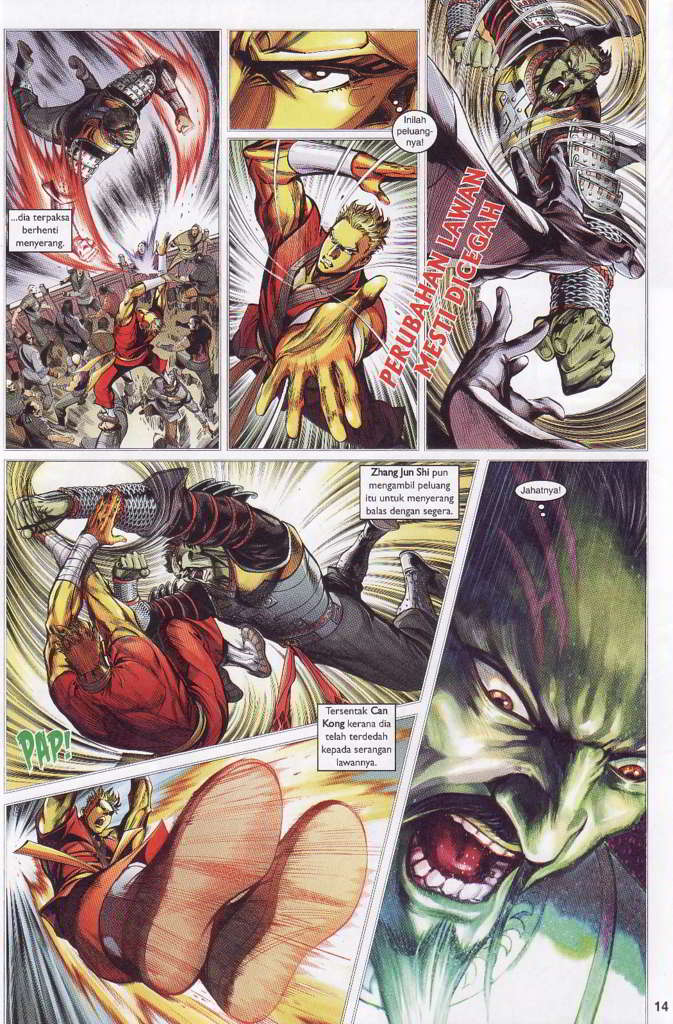 ...dia terpaksa
berhenti
menyerang.
Inilah
peluang-
nya!
PERUBAHAN LAWAN
MESTI DICEGAH
Zhang Jun Shi pun
mengambil peluang
itu untuk menyerang
balas dengan segera.
PAP!
Tersentak Can
Kong kerana dia
telah terdedah
kepada serangan
lawannya.
Jahatnya!
14